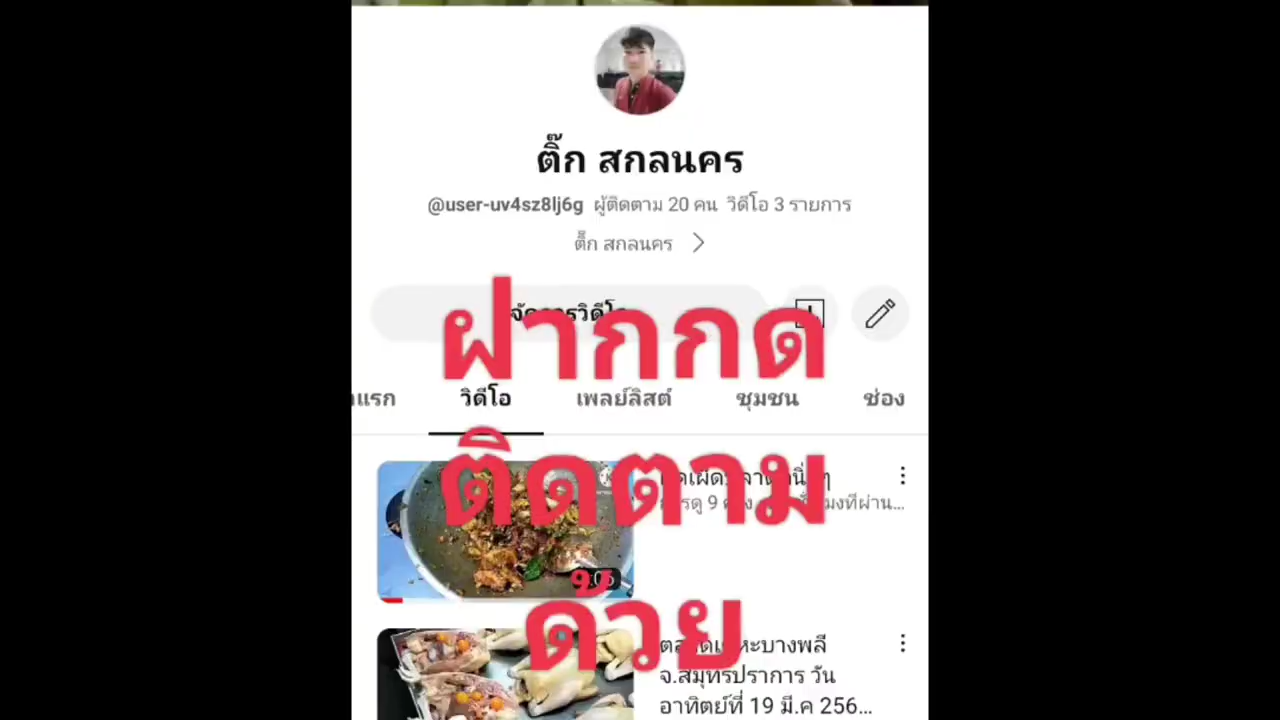 ติ๊ก สกลนคร
@user-uv4sz8lj6g ผู้ติดตาม 20 คน วิดีโอ 3 รายการ
ติ๊ก สกลนคร
ฝากกด
วิดีโอ เพลย์ลิสต์ ชุมชน ช่อง
ติดตาม
ด้วย
จ.สมุทรปราการ วัน
อาทิตย์ที่ 19 มี.ค 256...